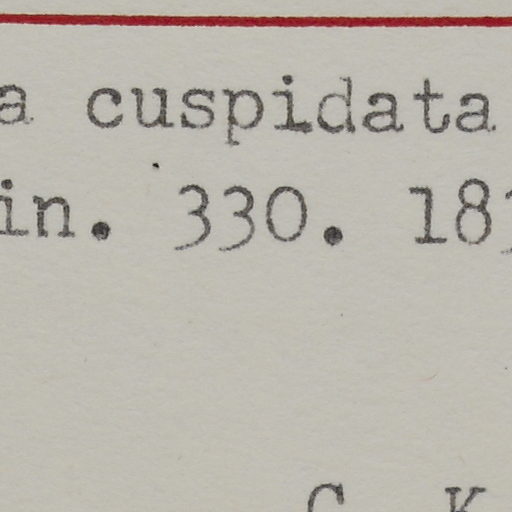 a cuspidata
in. 330. 18
C. K